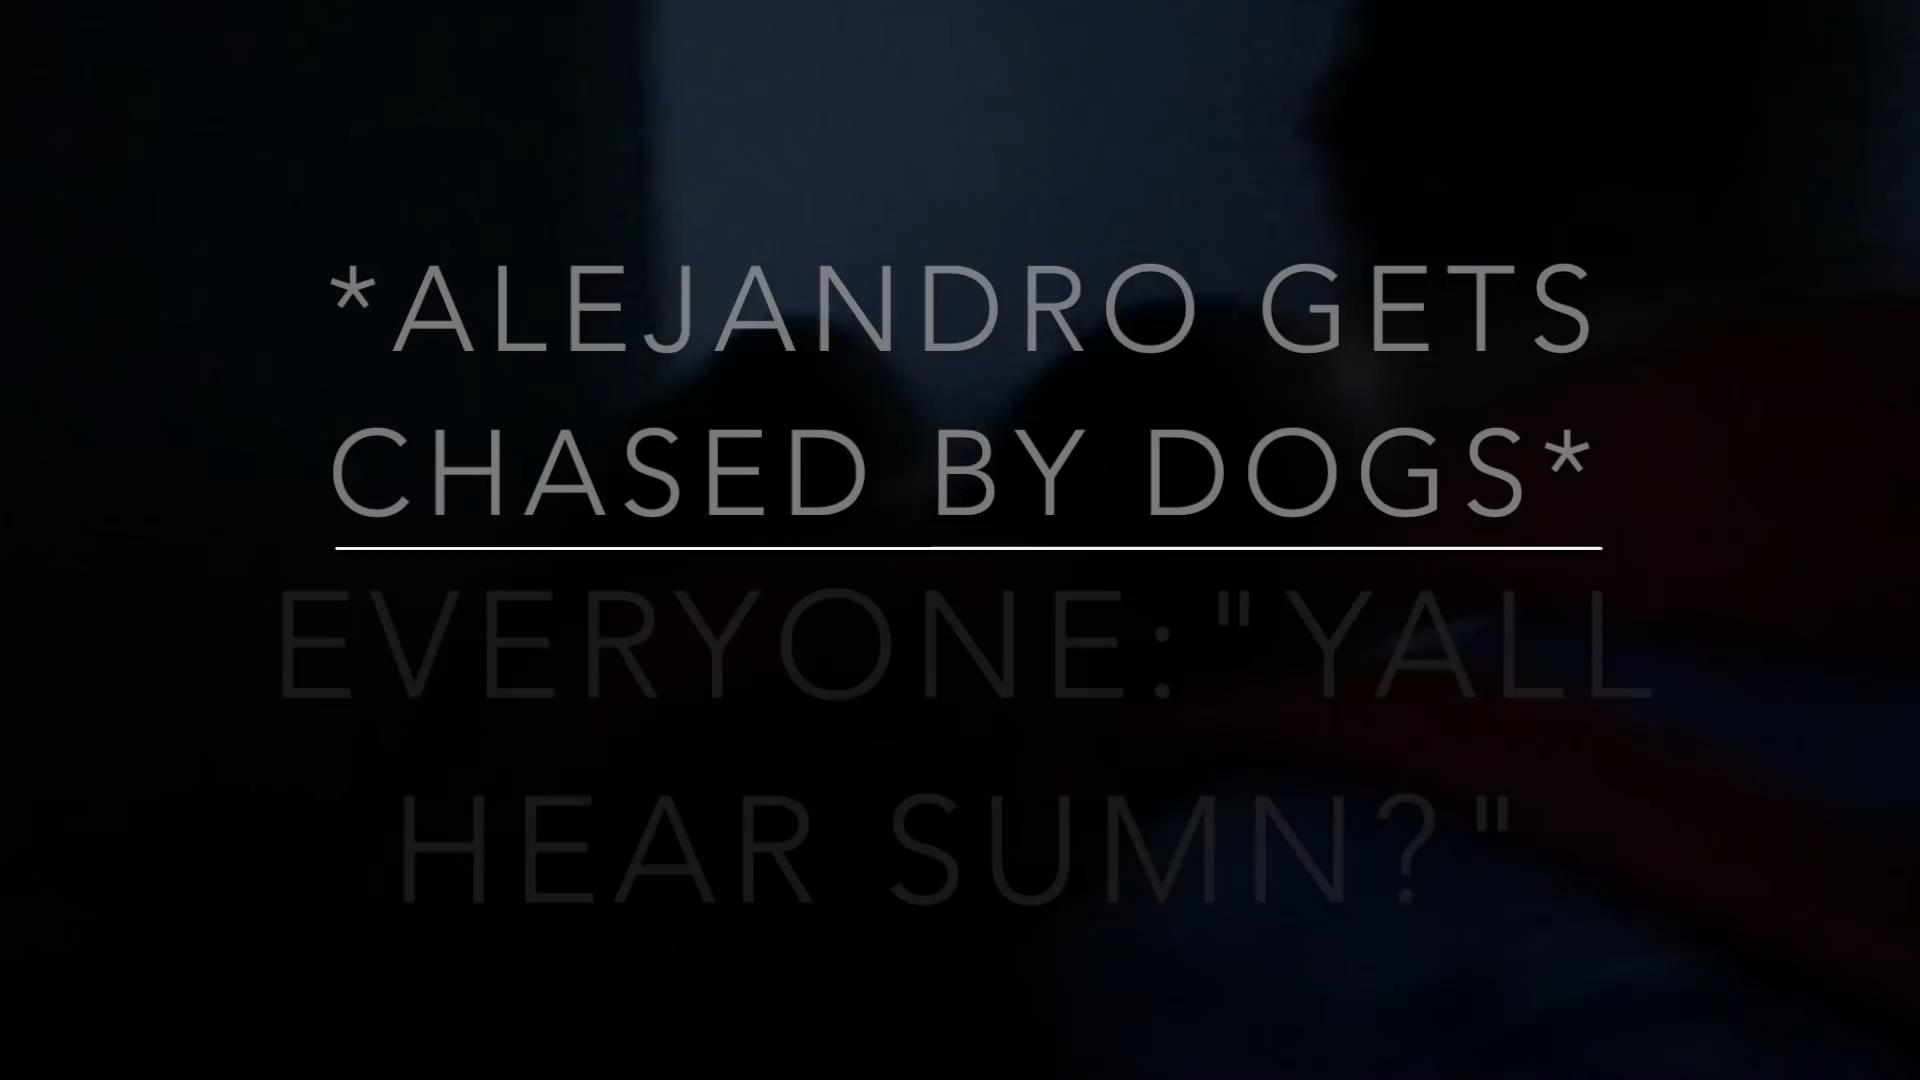 *ALEJANDRO GETS
CHASED BY DOGS*
EVERYONE: "YALL
HEAR SUMN?"